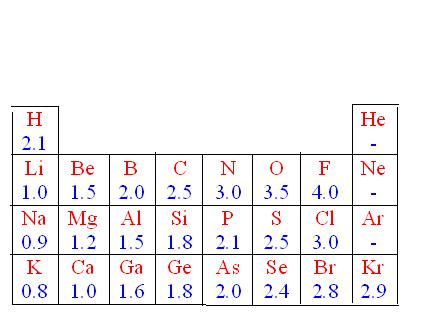 H He
2.1 -
Li Be B C N O F Ne
1.0 1.5 2.0 2.5 3.0 3.5 4.0 -
Na Mg Al Si P S Cl Ar
0.9 1.2 1.5 1.8 2.1 2.5 3.0 -
K Ca Ga Ge As Se Br Kr
0.8 1.0 1.6 1.8 2.0 2.4 2.8 2.9